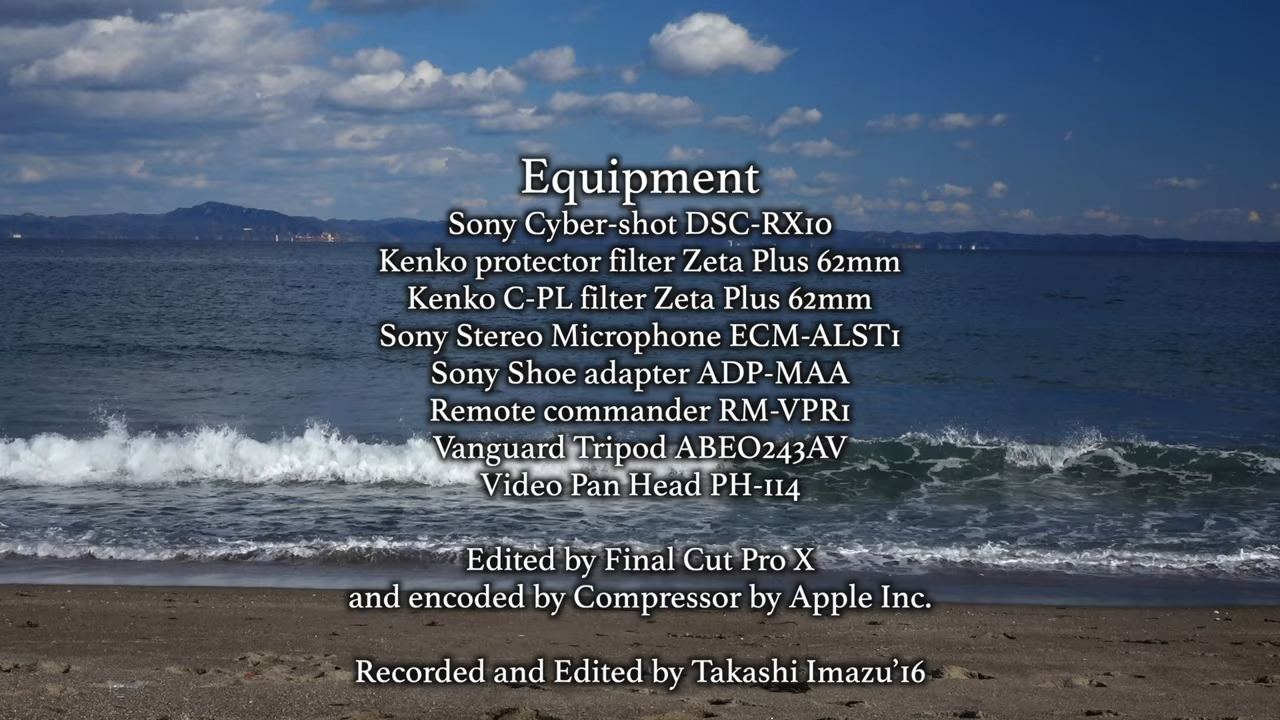 Equipment
Sony Cyber-shot DSC-RX10
Kenko protector filter Zeta Plus 62mm
Kenko C-PL filter Zeta Plus 62mm
Sony Stereo Microphone ECM-ALST1
Sony Shoe adapter ADP-MAA
Remote commander RM-VPR1
Vanguard Tripod ABEO243AV
Video Pan Head PH-114
Edited by Final Cut Pro X
and encoded by Compressor by Apple Inc.
Recorded and Edited by Takashi Imazu’16